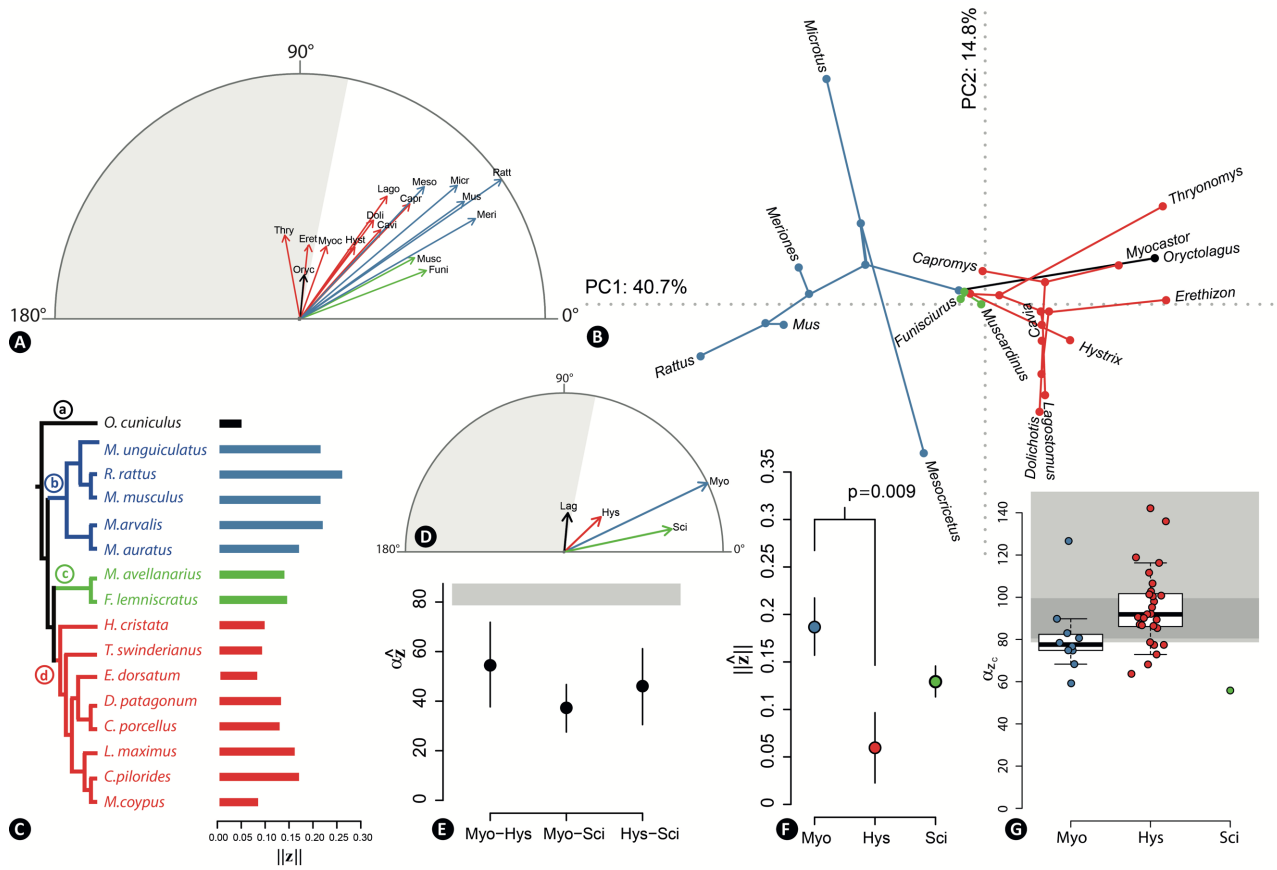 90°
Ratt
Meso
Micr
Lago
Capr
Mus
Doli
Meri
Cavi
Thry
Eret
Myoc
Hyst
Musc
Oryc
Funi
180°
0°
A
PC2: 14.8%
Microtus
Thryonomys
Meriones
Myocastor
Capromys
Oryctolagus
PC1: 40.7%
Erethizon
Funisciurus
Cavia
Mus
Muscardinus
Hystrix
Rattus
B
Dolichotis
Lagostomus
Mesocricetus
a
O. cuniculus
b
M. unguiculatus
R. rattus
M. musculus
M.arvalis
M. auratus
c
M. avellanarius
F. lemniscratus
d
H. cristata
T. swinderianus
E. dorsatum
D. patagonum
C. porcellus
L. maximus
C.pilorides
M.coypus
0.00 0.05 0.10 0.15 0.20 0.25 0.30
||z||
C
90°
Myo
Lag
Hys
Sci
D
180°
0°
80
60
40
20
0
αẑ
Myo−Hys Myo−Sci Hys−Sci
E
0.35
0.3
0.25
0.2
0.15
0.1
0.05
0
||ẑ||
p=0.009
Myo Hys Sci
F
140
120
100
80
60
40
20
0
αzc
Myo Hys Sci
G